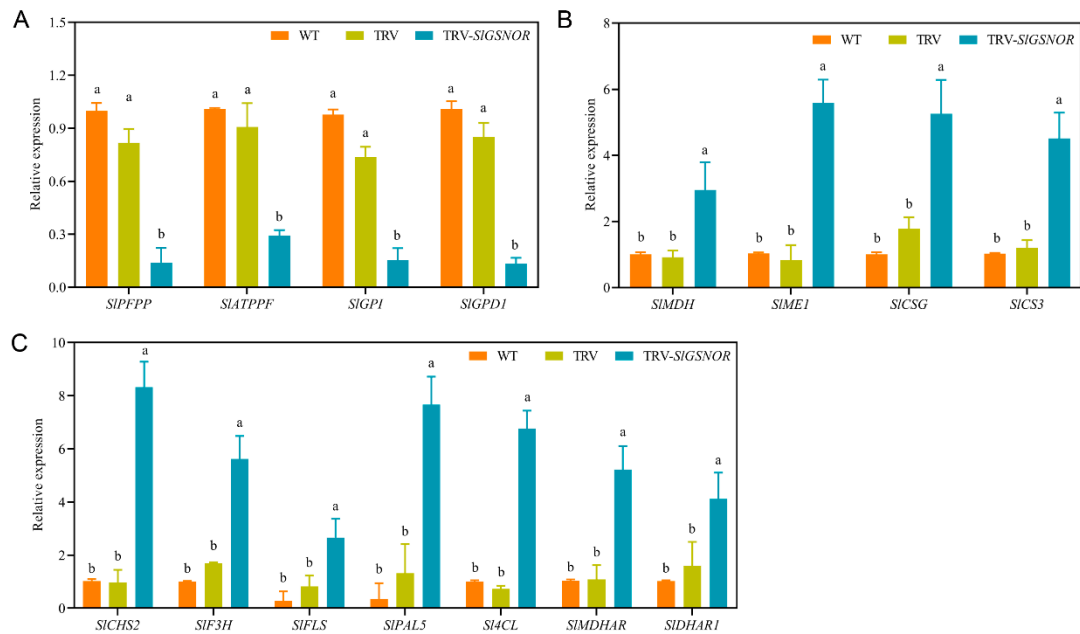 A
1.5
1.2
0.9
0.6
0.3
0.0
Relative expression
WT TRV TRV-SlGSNOR
a a b a a b a a b a a b
SlPFPP SlATPPF SlGPI SlGPD1
B
8
6
4
2
0
Relative expression
WT TRV TRV-SlGSNOR
b b a b b a b b a b b a
SlMDH SlME1 SlCSG SlCS3
C
10
8
6
4
2
0
Relative expression
WT TRV TRV-SlGSNOR
b b a b b a b b a b b a b b a b b a b b a
SlCHS2 SlF3H SlFLS SlPAL5 Sl4CL SlMDHAR SlDHAR1